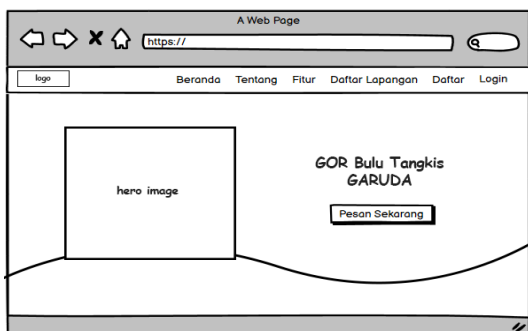 A Web Page
https://
logo
Beranda Tentang Fitur Daftar Lapangan Daftar Login
hero image
GOR Bulu Tangkis
GARUDA
Pesan Sekarang